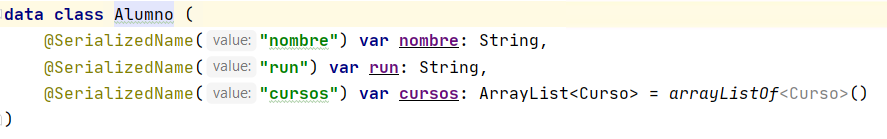 data class Alumno (
@SerializedName( value: "nombre") var nombre: String,
@SerializedName( value: "run") var run: String,
@SerializedName( value: "cursos") var cursos: ArrayList<Curso> = arrayListOf<Curso>()
)